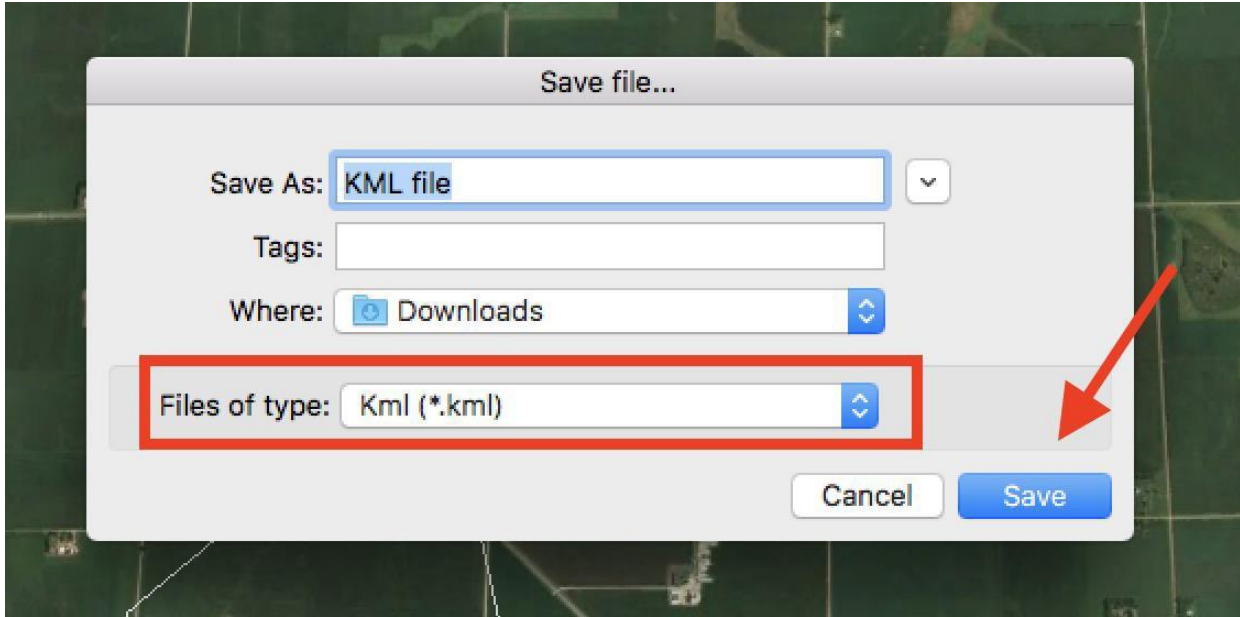 Save file...
Save As: KML file
Tags:
Where: Downloads
Files of type: Kml (*.kml)
Cancel Save